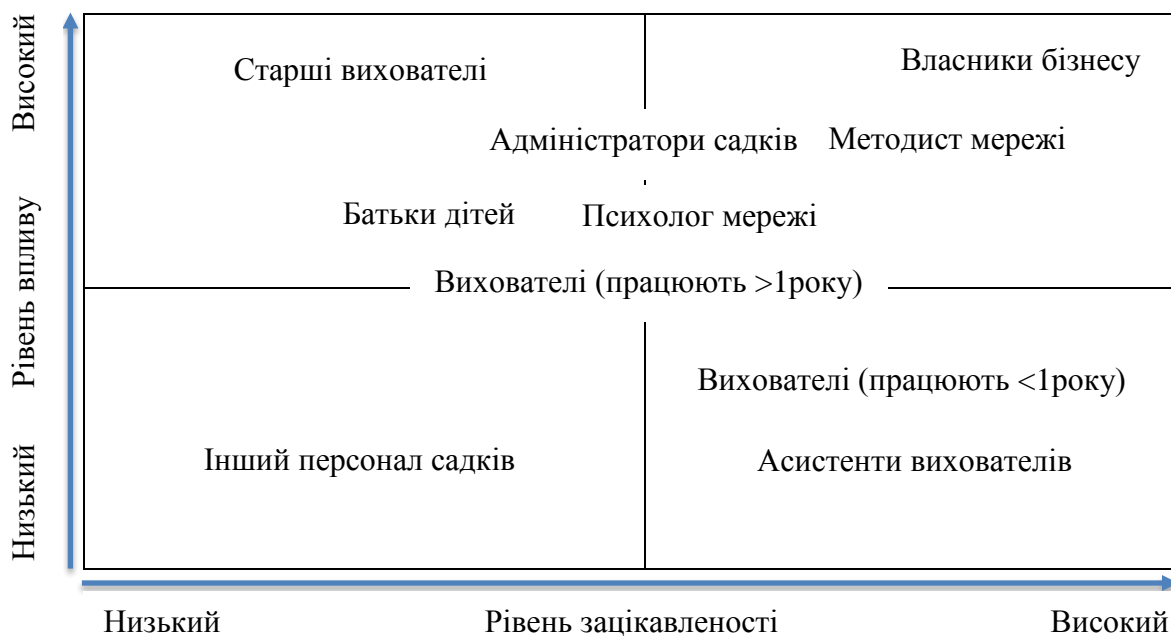 Високий
Рівень впливу
Низький
Старші вихователі
Власники бізнесу
Адміністратори садків
Методист мережі
Батьки дітей
Психолог мережі
Вихователі (працюють >1року)
Вихователі (працюють <1року)
Інший персонал садків
Асистенти вихователів
Низький
Рівень зацікавленості
Високий